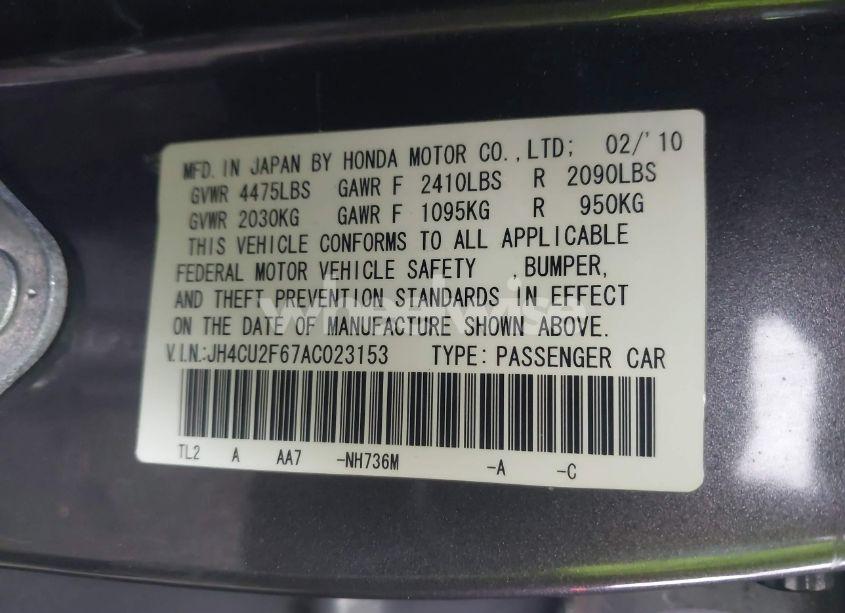 MFD. IN JAPAN BY HONDA MOTOR CO.,LTD; 02/'10
GVWR 4475LBS GAWR F 2410LBS R 2090LBS
GVWR 2030KG GAWR F 1095KG R 950KG
THIS VEHICLE CONFORMS TO ALL APPLICABLE
FEDERAL MOTOR VEHICLE SAFETY ,BUMPER,
AND THEFT PREVENTION STANDARDS IN EFFECT
ON THE DATE OF MANUFACTURE SHOWN ABOVE.
V.I.N.:JH4CU2F67AC023153 TYPE: PASSENGER CAR
TL2 A AA7 -NH736M -A -C
wheelwise